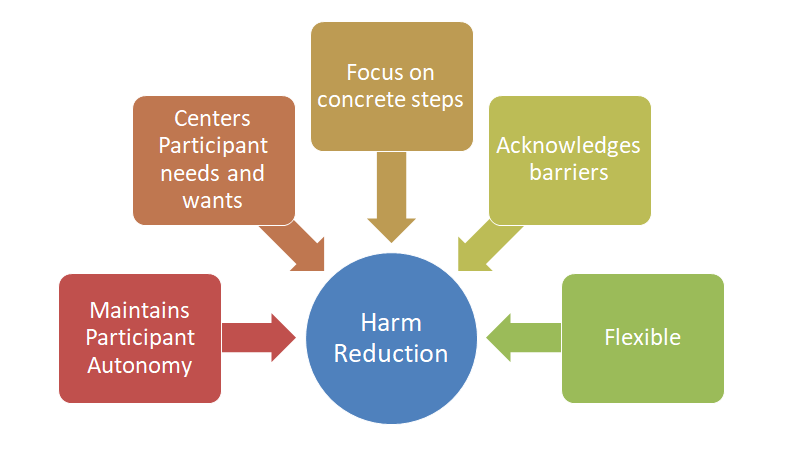 Focus on
concrete steps
Centers
Participant
needs and
wants
Acknowledges
barriers
Maintains
Participant
Autonomy
Harm
Reduction
Flexible